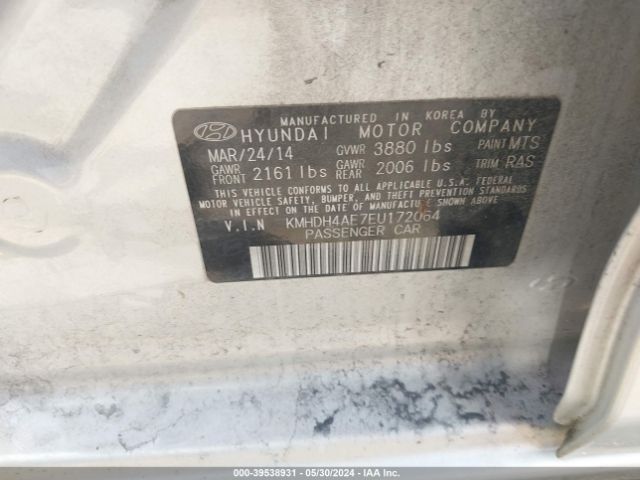 MANUFACTURED IN KOREA BY
HYUNDAI MOTOR COMPANY
MAR/24/14 GVWR 3880 lbs PAINT MTS
GAWR FRONT 2161 lbs GAWR REAR 2006 lbs TRIM RAS
THIS VEHICLE CONFORMS TO ALL APPLICABLE U.S.A. FEDERAL
MOTOR VEHICLE SAFETY, BUMPER, AND THEFT PREVENTION
STANDARDS IN EFFECT ON THE DATE OF MANUFACTURE SHOWN ABOVE
V.I.N KMHDH4AE7EU172064
PASSENGER CAR
000-39538931 - 05/30/2024 - IAA Inc.